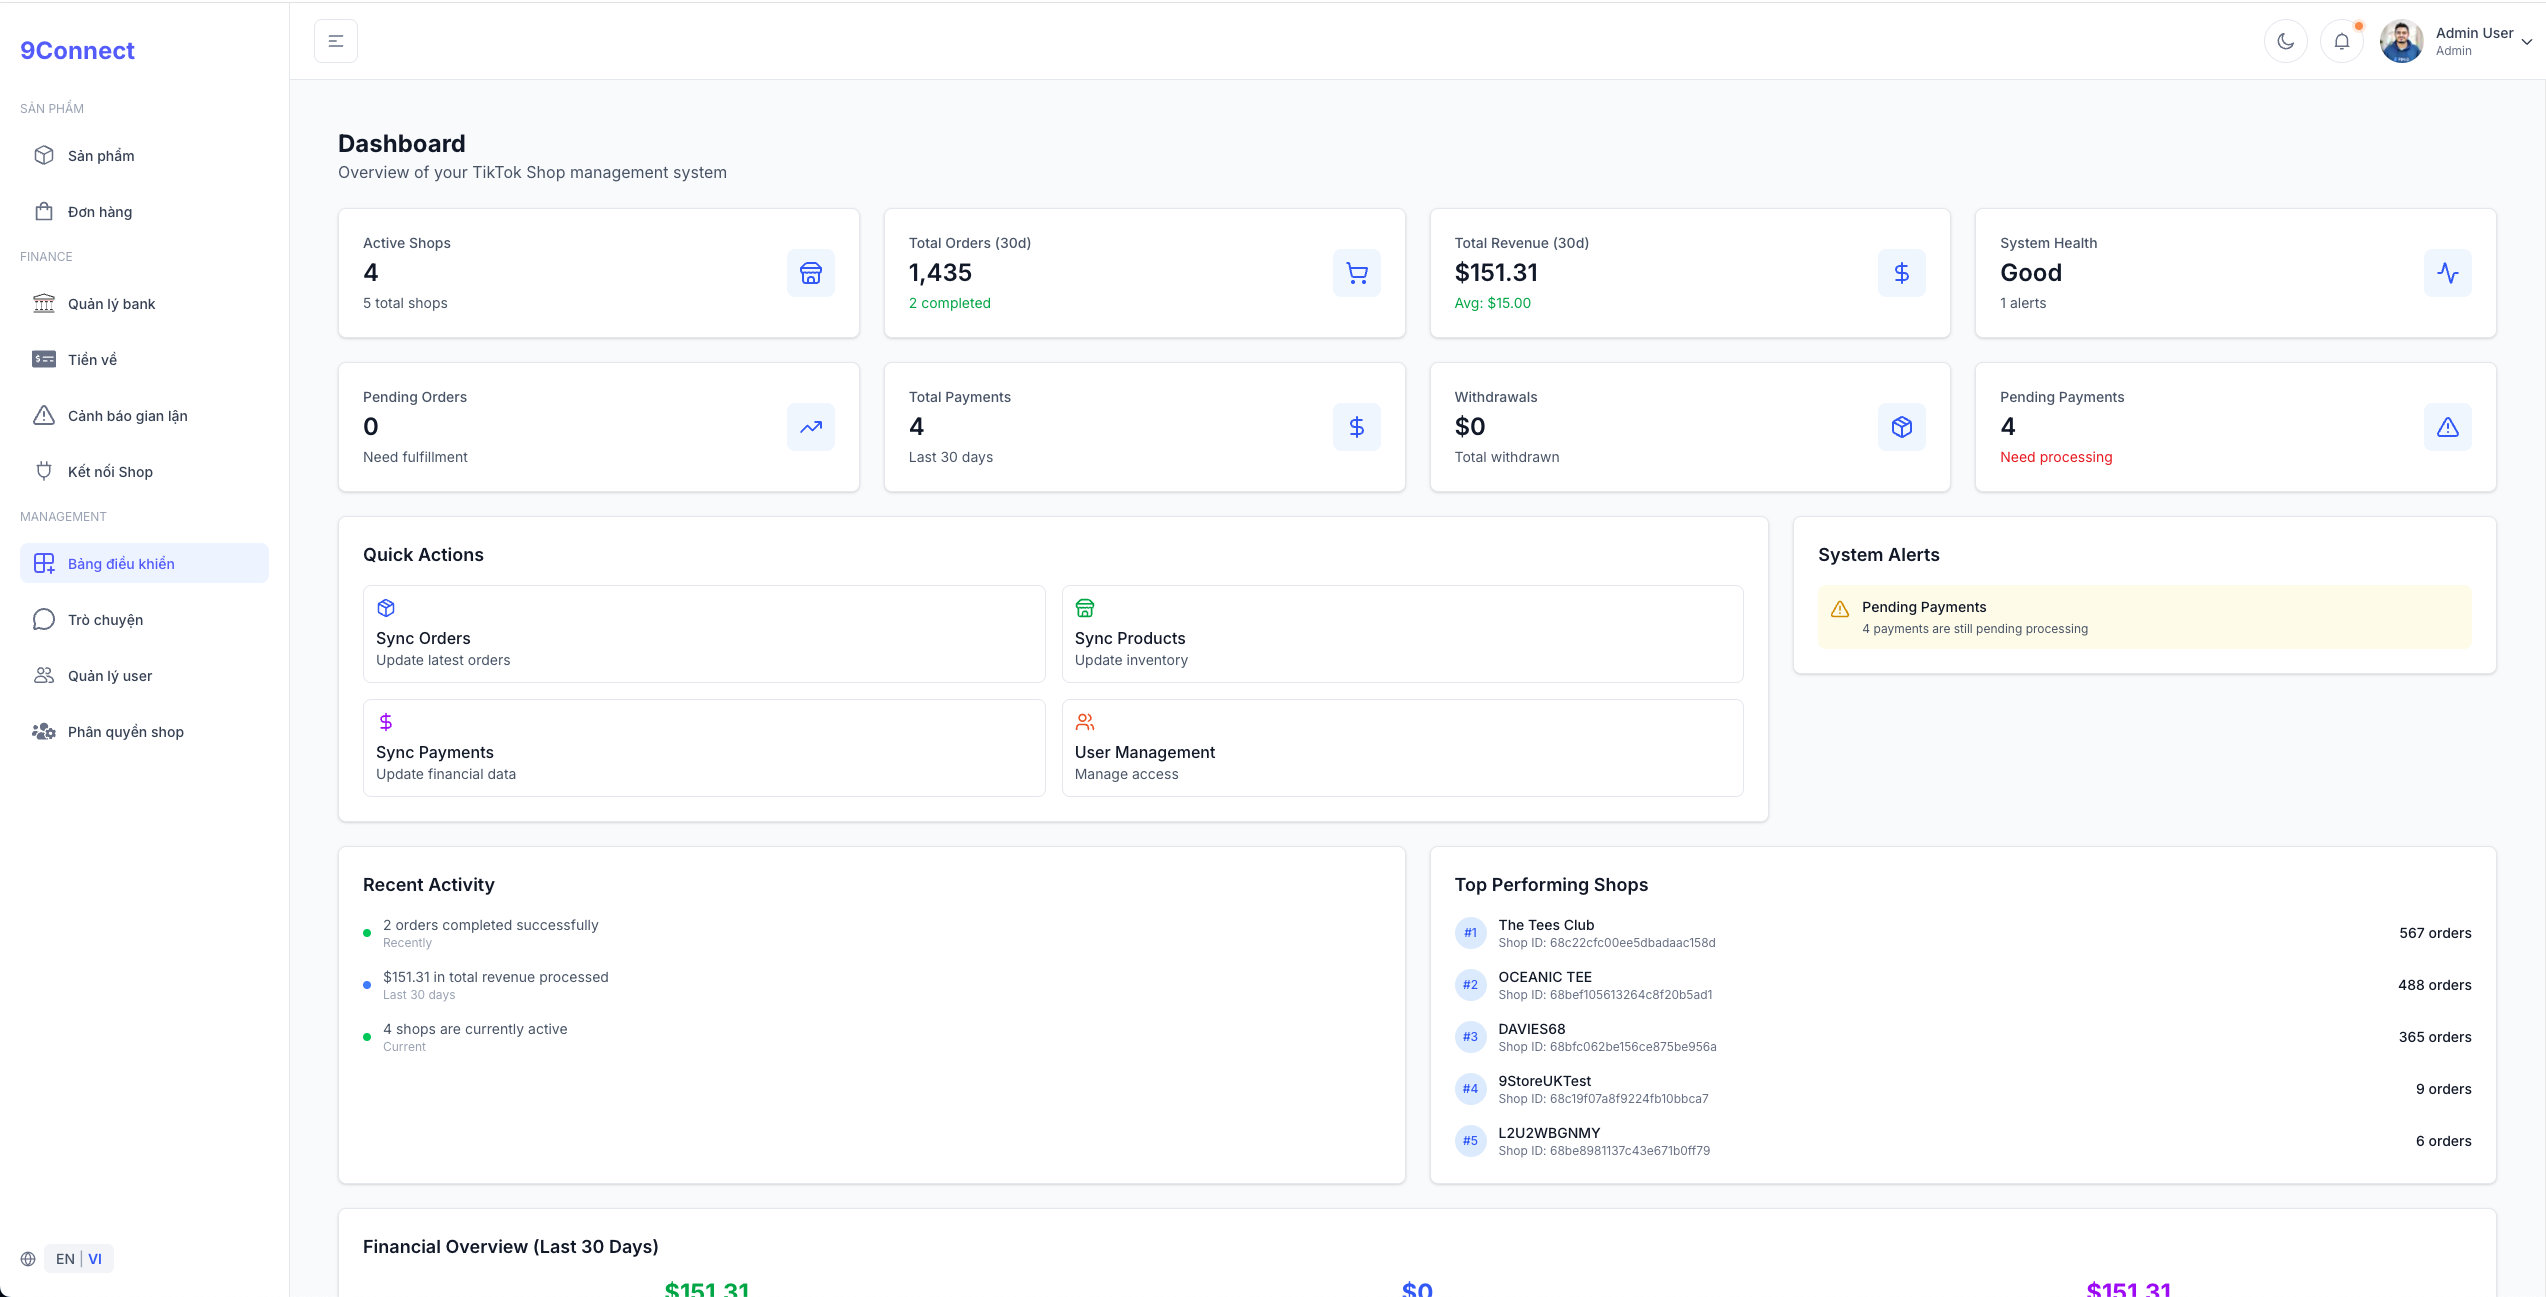 9Connect
SẢN PHẨM
Sản phẩm
Đơn hàng
FINANCE
Quản lý bank
Tiền về
Cảnh báo gian lận
Kết nối Shop
MANAGEMENT
Bảng điều khiển
Trò chuyện
Quản lý user
Phân quyền shop
EN | VI
Admin User
Admin
Dashboard
Overview of your TikTok Shop management system
Active Shops
4
5 total shops
Total Orders (30d)
1,435
2 completed
Total Revenue (30d)
$151.31
Avg: $15.00
System Health
Good
1 alerts
Pending Orders
0
Need fulfillment
Total Payments
4
Last 30 days
Withdrawals
$0
Total withdrawn
Pending Payments
4
Need processing
Quick Actions
Sync Orders
Update latest orders
Sync Products
Update inventory
Sync Payments
Update financial data
User Management
Manage access
System Alerts
Pending Payments
4 payments are still pending processing
Recent Activity
2 orders completed successfully
Recently
$151.31 in total revenue processed
Last 30 days
4 shops are currently active
Current
Top Performing Shops
#1
The Tees Club
Shop ID: 68c22cfc00ee5dbadaac158d
567 orders
#2
OCEANIC TEE
Shop ID: 68bef105613264c8f20b5ad1
488 orders
#3
DAVIES68
Shop ID: 68bfc062be156ce875be956a
365 orders
#4
9StoreUKTest
Shop ID: 68c19f07a8f9224fb10bbca7
9 orders
#5
L2U2WBGNMY
Shop ID: 68be8981137c43e671b0ff79
6 orders
Financial Overview (Last 30 Days)
$151.31
$0
$151.31